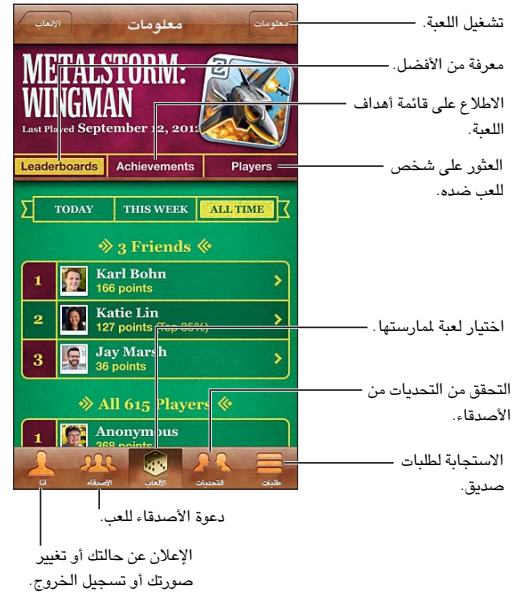 الألعاب
معلومات
معلومات
تشغيل اللعبة.
METALSTORM:
WINGMAN
Last Played September 12, 2012
معرفة من الأفضل.
الاطلاع على قائمة أهداف
اللعبة.
Leaderboards Achievements Players
العثور على شخص
للعب ضده.
TODAY THIS WEEK ALL TIME
3 Friends
1 Karl Bohn
166 points
2 Katie Lin
127 points (Top 35%)
3 Jay Marsh
36 points
اختيار لعبة لممارستها.
All 615 Players
1 Anonymous
368 points
التحقق من التحديات من
الأصدقاء.
أنا
الأصدقاء
الألعاب
التحديات
طلبات
الاستجابة لطلبات
صديق.
دعوة الأصدقاء للعب.
الإعلان عن حالتك أو تغيير
صورتك أو تسجيل الخروج.